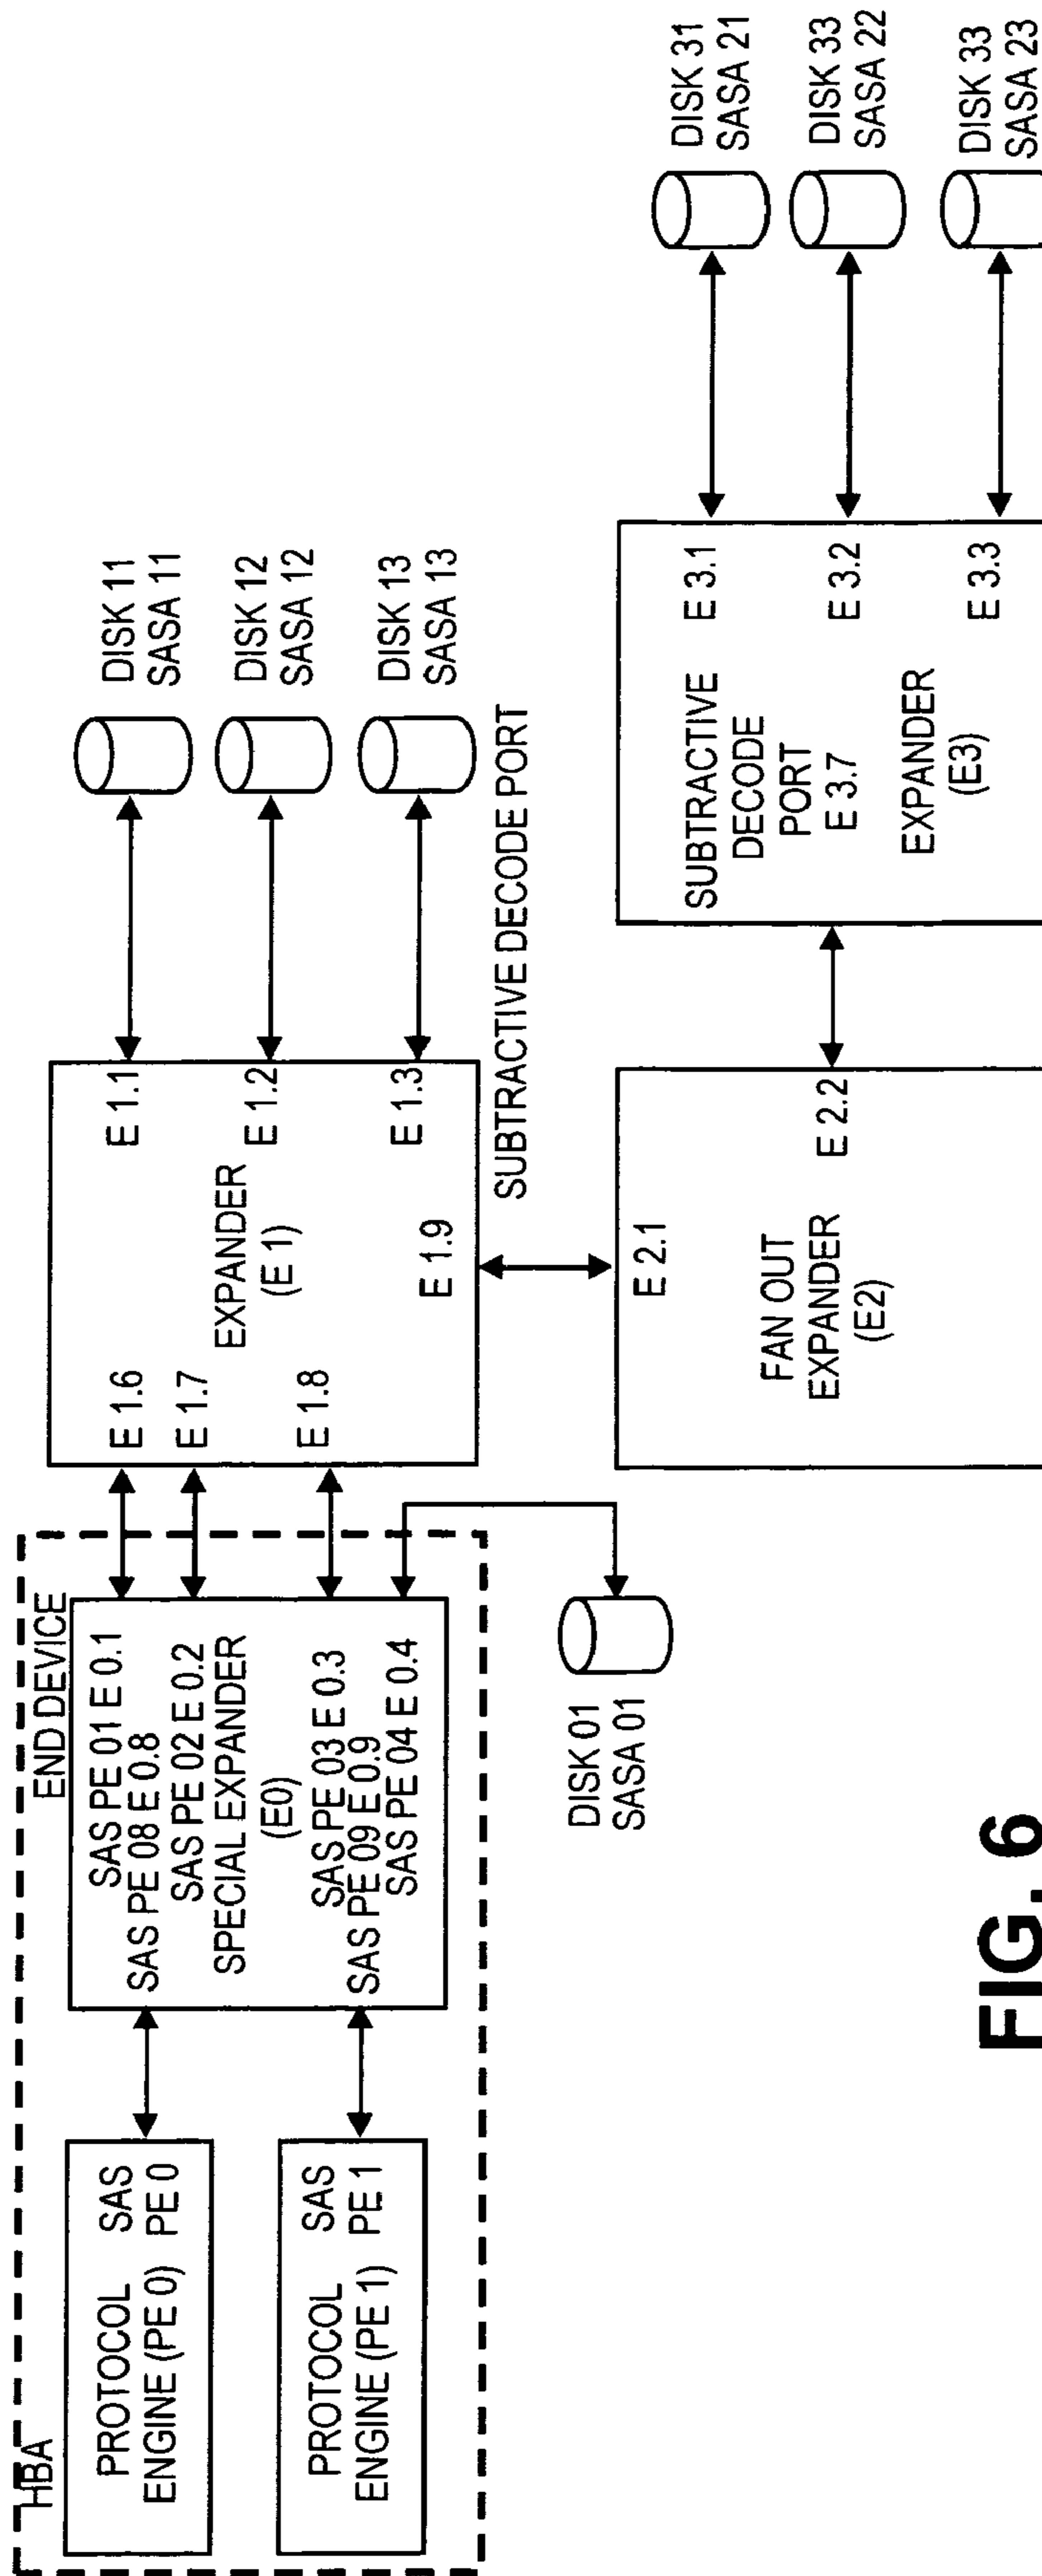 HBA
END DEVICE
PROTOCOL SAS
ENGINE (PE 0) PE 0
PROTOCOL SAS
ENGINE (PE 1) PE 1
SAS PE 01 E 0.1
SAS PE 08 E 0.8
SAS PE 02 E 0.2
SPECIAL EXPANDER
(E0)
SAS PE 03 E 0.3
SAS PE 09 E 0.9
SAS PE 04 E 0.4
DISK 01
SASA 01
E 1.6
E 1.7
E 1.8
EXPANDER
(E 1)
E 1.9
E 1.1
E 1.2
E 1.3
SUBTRACTIVE DECODE PORT
DISK 11
SASA 11
DISK 12
SASA 12
DISK 13
SASA 13
E 2.1
FAN OUT
EXPANDER
(E2)
E 2.2
SUBTRACTIVE
DECODE
PORT
E 3.7
EXPANDER
(E3)
E 3.1
E 3.2
E 3.3
DISK 31
SASA 21
DISK 33
SASA 22
DISK 33
SASA 23
FIG. 6